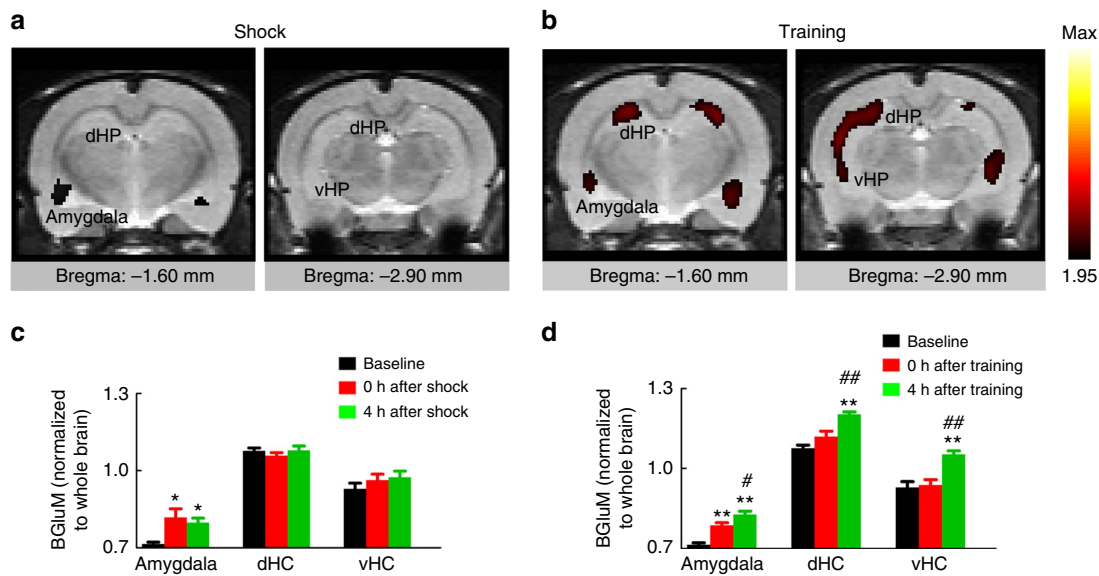 a
Shock
dHP
Amygdala
Bregma: –1.60 mm
dHP
vHP
Bregma: –2.90 mm
b
Training
dHP
Amygdala
Bregma: –1.60 mm
dHP
vHP
Bregma: –2.90 mm
Max
1.95
c
Baseline
0 h after shock
4 h after shock
BGluM (normalized
to whole brain)
1.3
1.0
0.7
* *
Amygdala dHC vHC
d
Baseline
0 h after training
4 h after training
BGluM (normalized
to whole brain)
1.3
1.0
0.7
#
** **
##
**
##
**
Amygdala dHC vHC